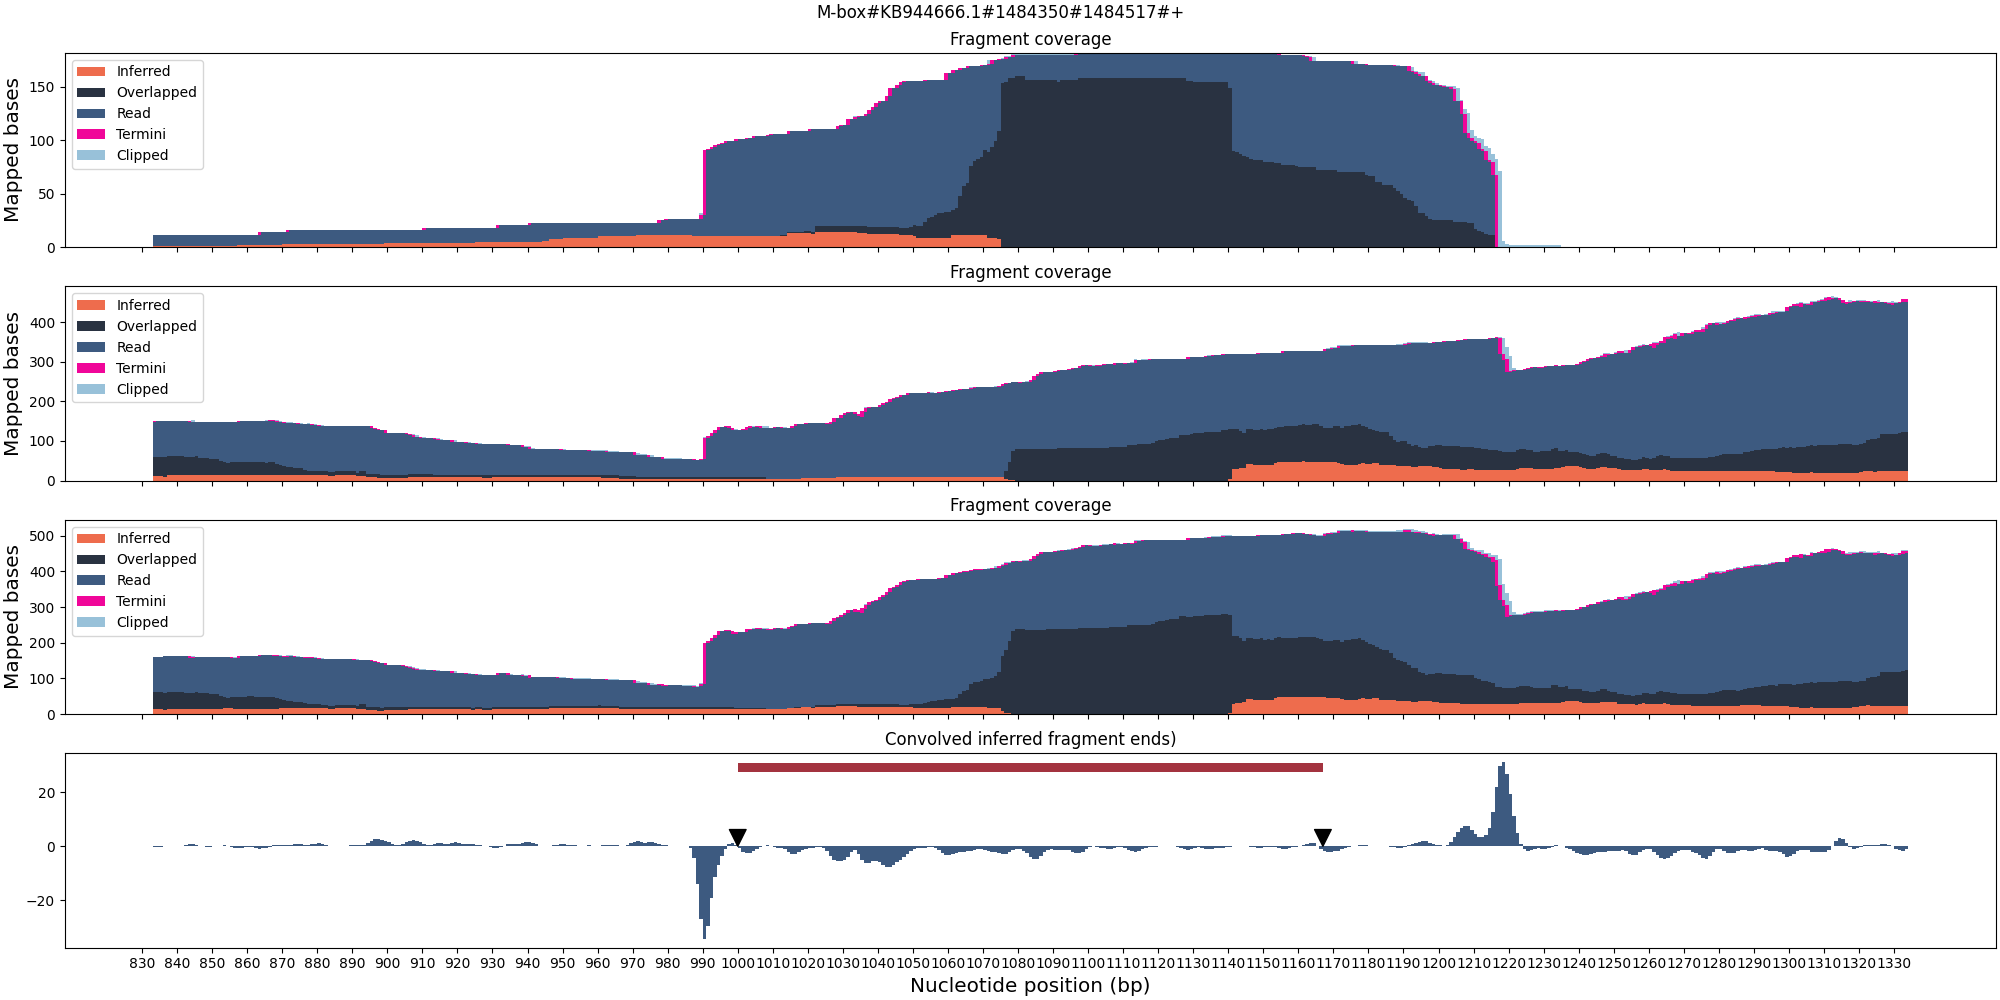 M-box#KB944666.1#1484350#1484517#+
Fragment coverage
Mapped bases
150
100
50
0
Inferred
Overlapped
Read
Termini
Clipped
Fragment coverage
Mapped bases
400
300
200
100
0
Inferred
Overlapped
Read
Termini
Clipped
Fragment coverage
Mapped bases
500
400
300
200
100
0
Inferred
Overlapped
Read
Termini
Clipped
Convolved inferred fragment ends)
20
0
−20
830 840 850 860 870 880 890 900 910 920 930 940 950 960 970 980 990 1000 1010 1020 1030 1040 1050 1060 1070 1080 1090 1100 1110 1120 1130 1140 1150 1160 1170 1180 1190 1200 1210 1220 1230 1240 1250 1260 1270 1280 1290 1300 1310 1320 1330
Nucleotide position (bp)